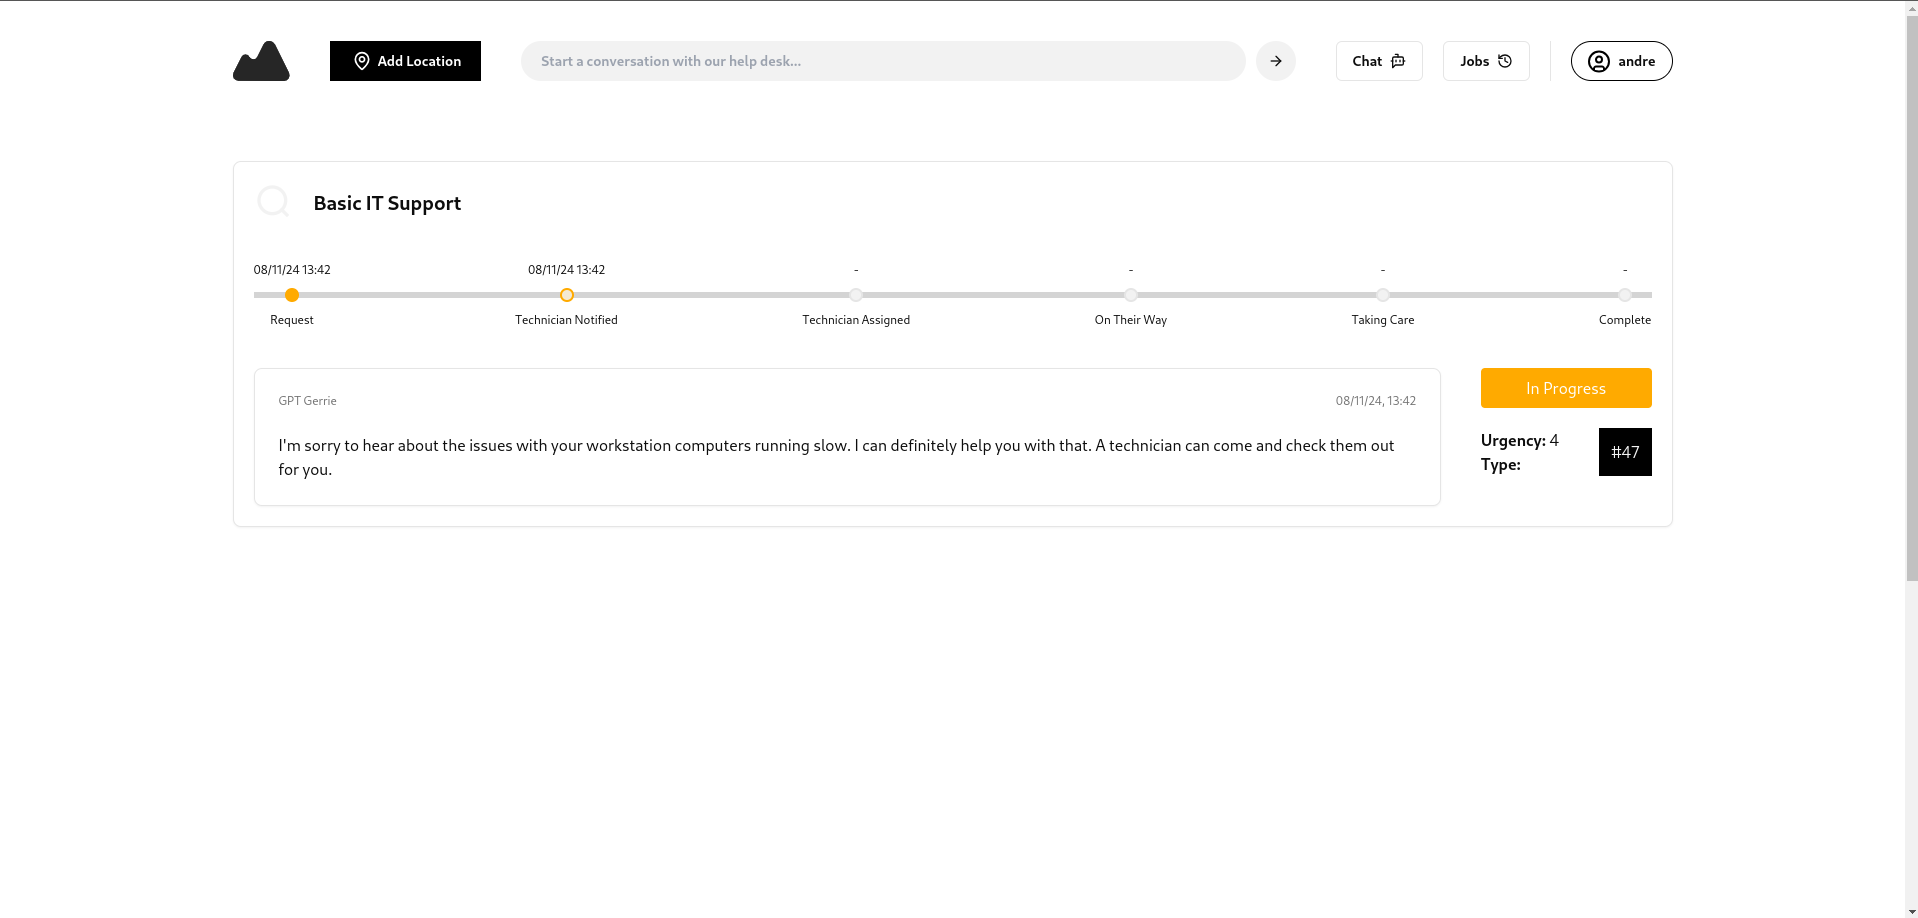 Add Location
Start a conversation with our help desk...
Chat
Jobs
andre
Basic IT Support
08/11/24 13:42
08/11/24 13:42
-
-
-
-
Request
Technician Notified
Technician Assigned
On Their Way
Taking Care
Complete
GPT Gerrie
08/11/24, 13:42
I'm sorry to hear about the issues with your workstation computers running slow. I can definitely help you with that. A technician can come and check them out
for you.
In Progress
Urgency: 4
Type:
#47